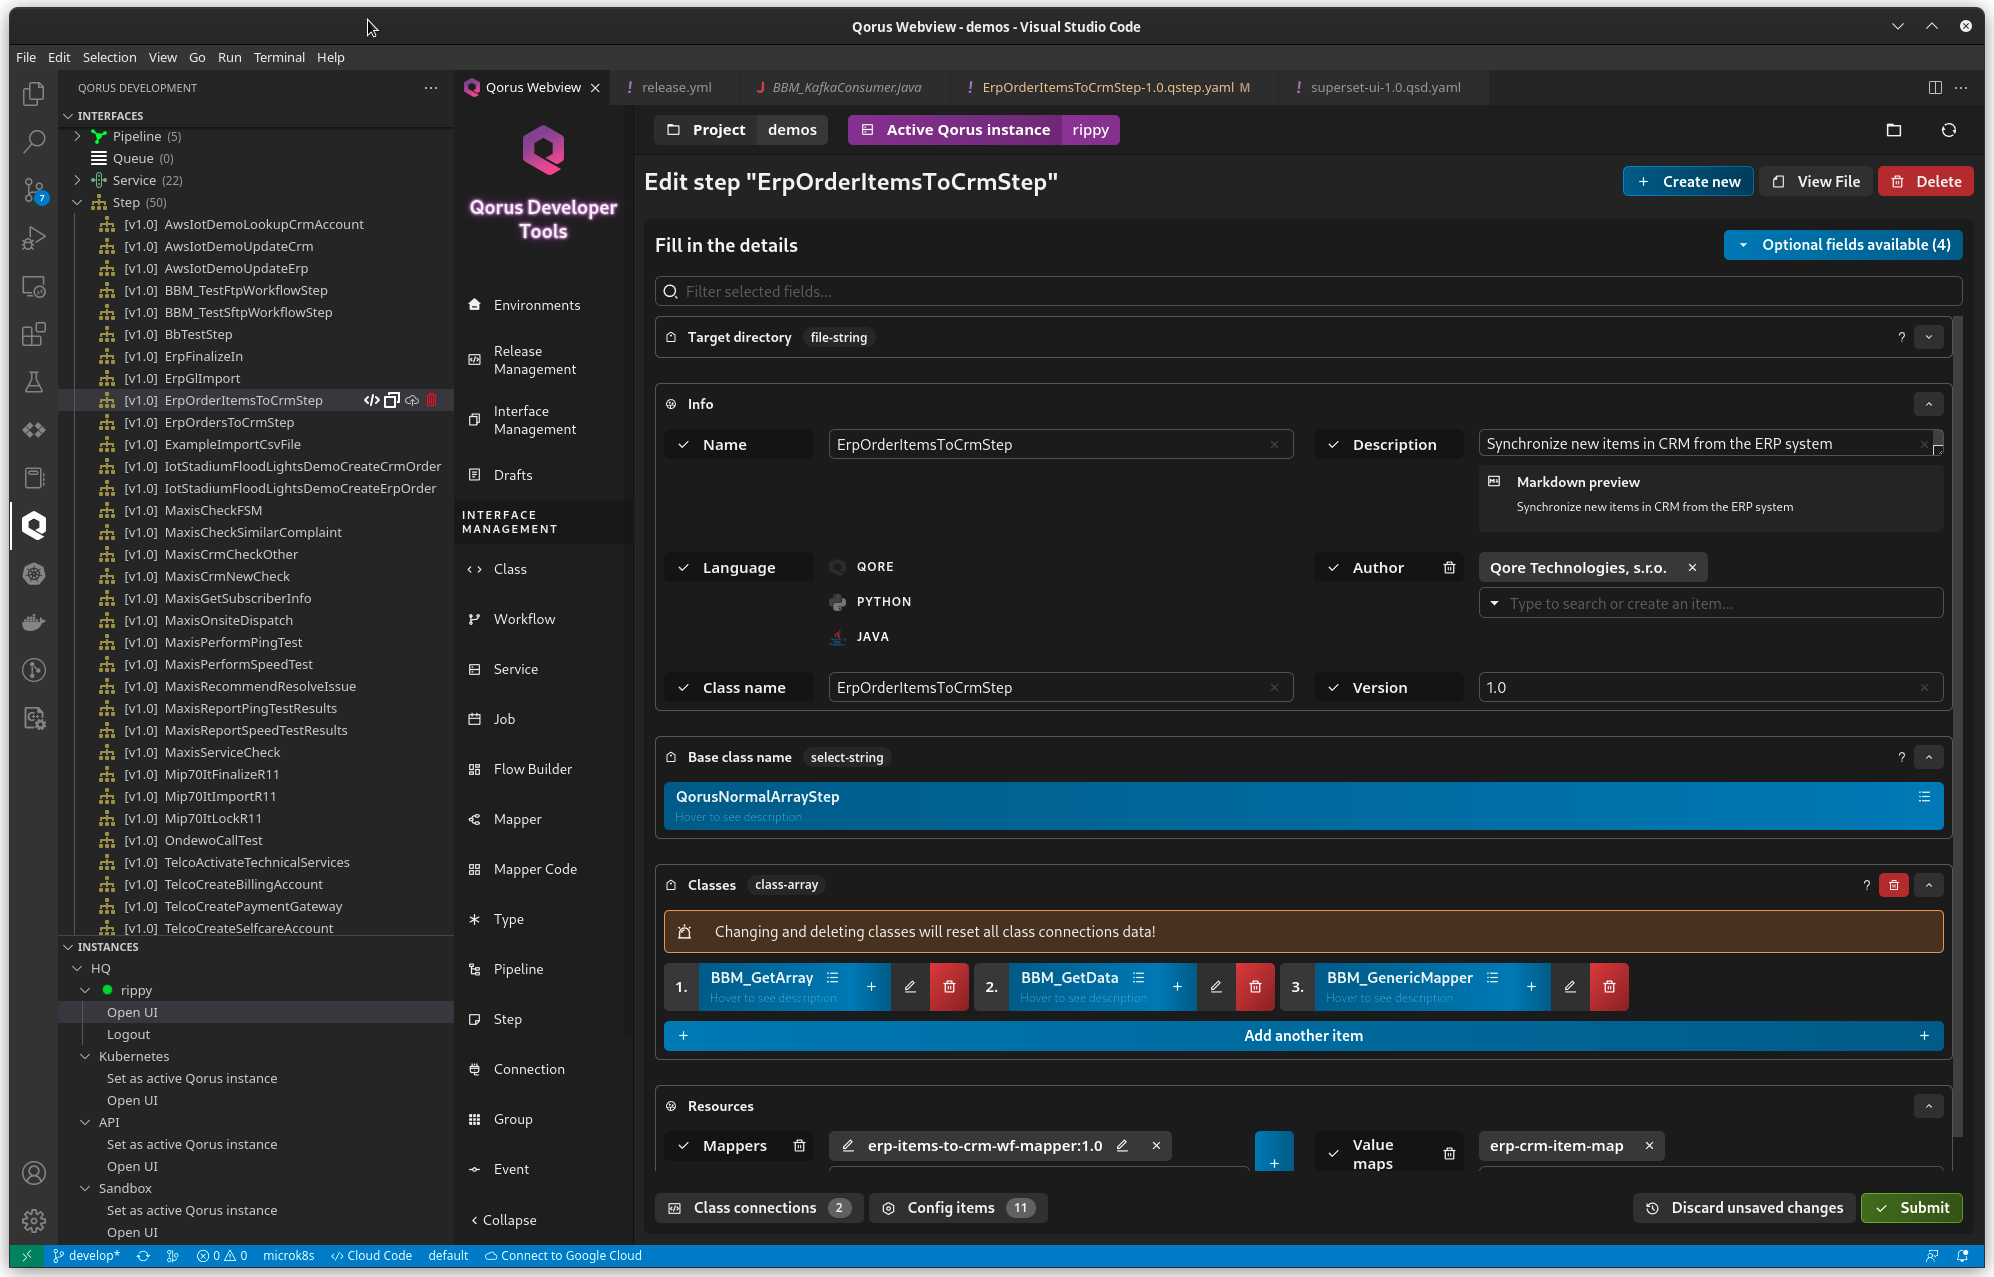 Qorus Webview - demos - Visual Studio Code
File Edit Selection View Go Run Terminal Help
QORUS DEVELOPMENT
INTERFACES
Pipeline (5)
Queue (0)
Service (22)
Step (50)
[v1.0] AwsIotDemoLookupCrmAccount
[v1.0] AwsIotDemoUpdateCrm
[v1.0] AwsIotDemoUpdateErp
[v1.0] BBM_TestFtpWorkflowStep
[v1.0] BBM_TestSftpWorkflowStep
[v1.0] BbTestStep
[v1.0] ErpFinalizeIn
[v1.0] ErpGlImport
[v1.0] ErpOrderItemsToCrmStep
[v1.0] ErpOrdersToCrmStep
[v1.0] ExampleImportCsvFile
[v1.0] IotStadiumFloodLightsDemoCreateCrmOrder
[v1.0] IotStadiumFloodLightsDemoCreateErpOrder
[v1.0] MaxisCheckFSM
[v1.0] MaxisCheckSimilarComplaint
[v1.0] MaxisCrmCheckOther
[v1.0] MaxisCrmNewCheck
[v1.0] MaxisGetSubscriberInfo
[v1.0] MaxisOnsiteDispatch
[v1.0] MaxisPerformPingTest
[v1.0] MaxisPerformSpeedTest
[v1.0] MaxisRecommendResolveIssue
[v1.0] MaxisReportPingTestResults
[v1.0] MaxisReportSpeedTestResults
[v1.0] MaxisServiceCheck
[v1.0] Mip70ItFinalizeR11
[v1.0] Mip70ItImportR11
[v1.0] Mip70ItLockR11
[v1.0] OndewoCallTest
[v1.0] TelcoActivateTechnicalServices
[v1.0] TelcoCreateBillingAccount
[v1.0] TelcoCreatePaymentGateway
[v1.0] TelcoCreateSelfcareAccount
INSTANCES
HQ
rippy
Open UI
Logout
Kubernetes
Set as active Qorus instance
Open UI
API
Set as active Qorus instance
Open UI
Sandbox
Set as active Qorus instance
Open UI
7
Qorus Webview
! release.yml
J BBM_KafkaConsumer.java
! ErpOrderItemsToCrmStep-1.0.qstep.yaml M
! superset-ui-1.0.qsd.yaml
Qorus Developer
Tools
Environments
Release
Management
Interface
Management
Drafts
INTERFACE
MANAGEMENT
Class
Workflow
Service
Job
Flow Builder
Mapper
Mapper Code
Type
Pipeline
Step
Connection
Group
Event
Collapse
Project demos
Active Qorus instance rippy
Edit step "ErpOrderItemsToCrmStep"
Create new
View File
Delete
Fill in the details
Optional fields available (4)
Filter selected fields...
Target directory file-string ?
Info
Name ErpOrderItemsToCrmStep
Description Synchronize new items in CRM from the ERP system
Markdown preview
Synchronize new items in CRM from the ERP system
Language
QORE
PYTHON
JAVA
Author Qore Technologies, s.r.o.
Type to search or create an item...
Class name ErpOrderItemsToCrmStep
Version 1.0
Base class name select-string ?
QorusNormalArrayStep
Hover to see description
Classes class-array ?
Changing and deleting classes will reset all class connections data!
1. BBM_GetArray
Hover to see description
2. BBM_GetData
Hover to see description
3. BBM_GenericMapper
Hover to see description
Add another item
Resources
Mappers erp-items-to-crm-wf-mapper:1.0
Value
maps
erp-crm-item-map
Class connections 2
Config items 11
Discard unsaved changes
Submit
develop* 0 0 microk8s Cloud Code default Connect to Google Cloud